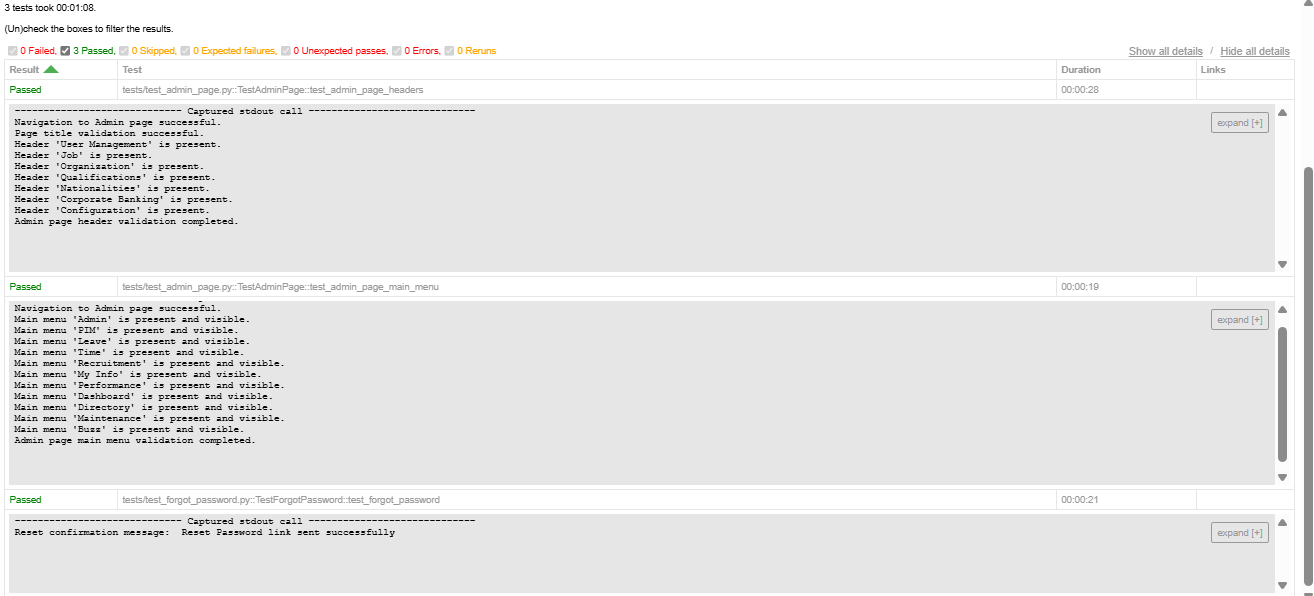 3 tests took 00:01:08.
(Un)check the boxes to filter the results.
0 Failed, 3 Passed, 0 Skipped, 0 Expected failures, 0 Unexpected passes, 0 Errors, 0 Reruns
Show all details / Hide all details
Result Test Duration Links
Passed tests/test_admin_page.py::TestAdminPage::test_admin_page_headers 00:00:28
----------------------------- Captured stdout call -----------------------------
expand [+]
Navigation to Admin page successful.
Page title validation successful.
Header 'User Management' is present.
Header 'Job' is present.
Header 'Organization' is present.
Header 'Qualifications' is present.
Header 'Nationalities' is present.
Header 'Corporate Banking' is present.
Header 'Configuration' is present.
Admin page header validation completed.
Passed tests/test_admin_page.py::TestAdminPage::test_admin_page_main_menu 00:00:19
Navigation to Admin page successful.
expand [+]
Main menu 'Admin' is present and visible.
Main menu 'PIM' is present and visible.
Main menu 'Leave' is present and visible.
Main menu 'Time' is present and visible.
Main menu 'Recruitment' is present and visible.
Main menu 'My Info' is present and visible.
Main menu 'Performance' is present and visible.
Main menu 'Dashboard' is present and visible.
Main menu 'Directory' is present and visible.
Main menu 'Maintenance' is present and visible.
Main menu 'Buzz' is present and visible.
Admin page main menu validation completed.
Passed tests/test_forgot_password.py::TestForgotPassword::test_forgot_password 00:00:21
----------------------------- Captured stdout call -----------------------------
Reset confirmation message:  Reset Password link sent successfully
expand [+]